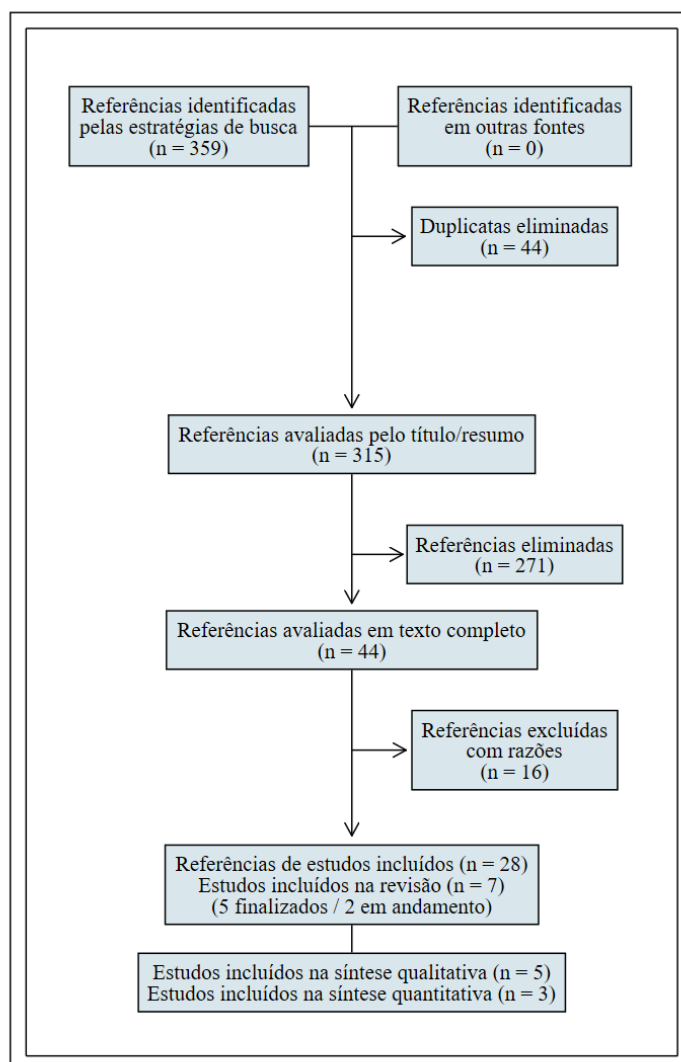 Referências identificadas
pelas estratégias de busca
(n = 359)
Referências identificadas
em outras fontes
(n = 0)
Duplicatas eliminadas
(n = 44)
Referências avaliadas pelo título/resumo
(n = 315)
Referências eliminadas
(n = 271)
Referências avaliadas em texto completo
(n = 44)
Referências excluídas
com razões
(n = 16)
Referências de estudos incluídos (n = 28)
Estudos incluídos na revisão (n = 7)
(5 finalizados / 2 em andamento)
Estudos incluídos na síntese qualitativa (n = 5)
Estudos incluídos na síntese quantitativa (n = 3)